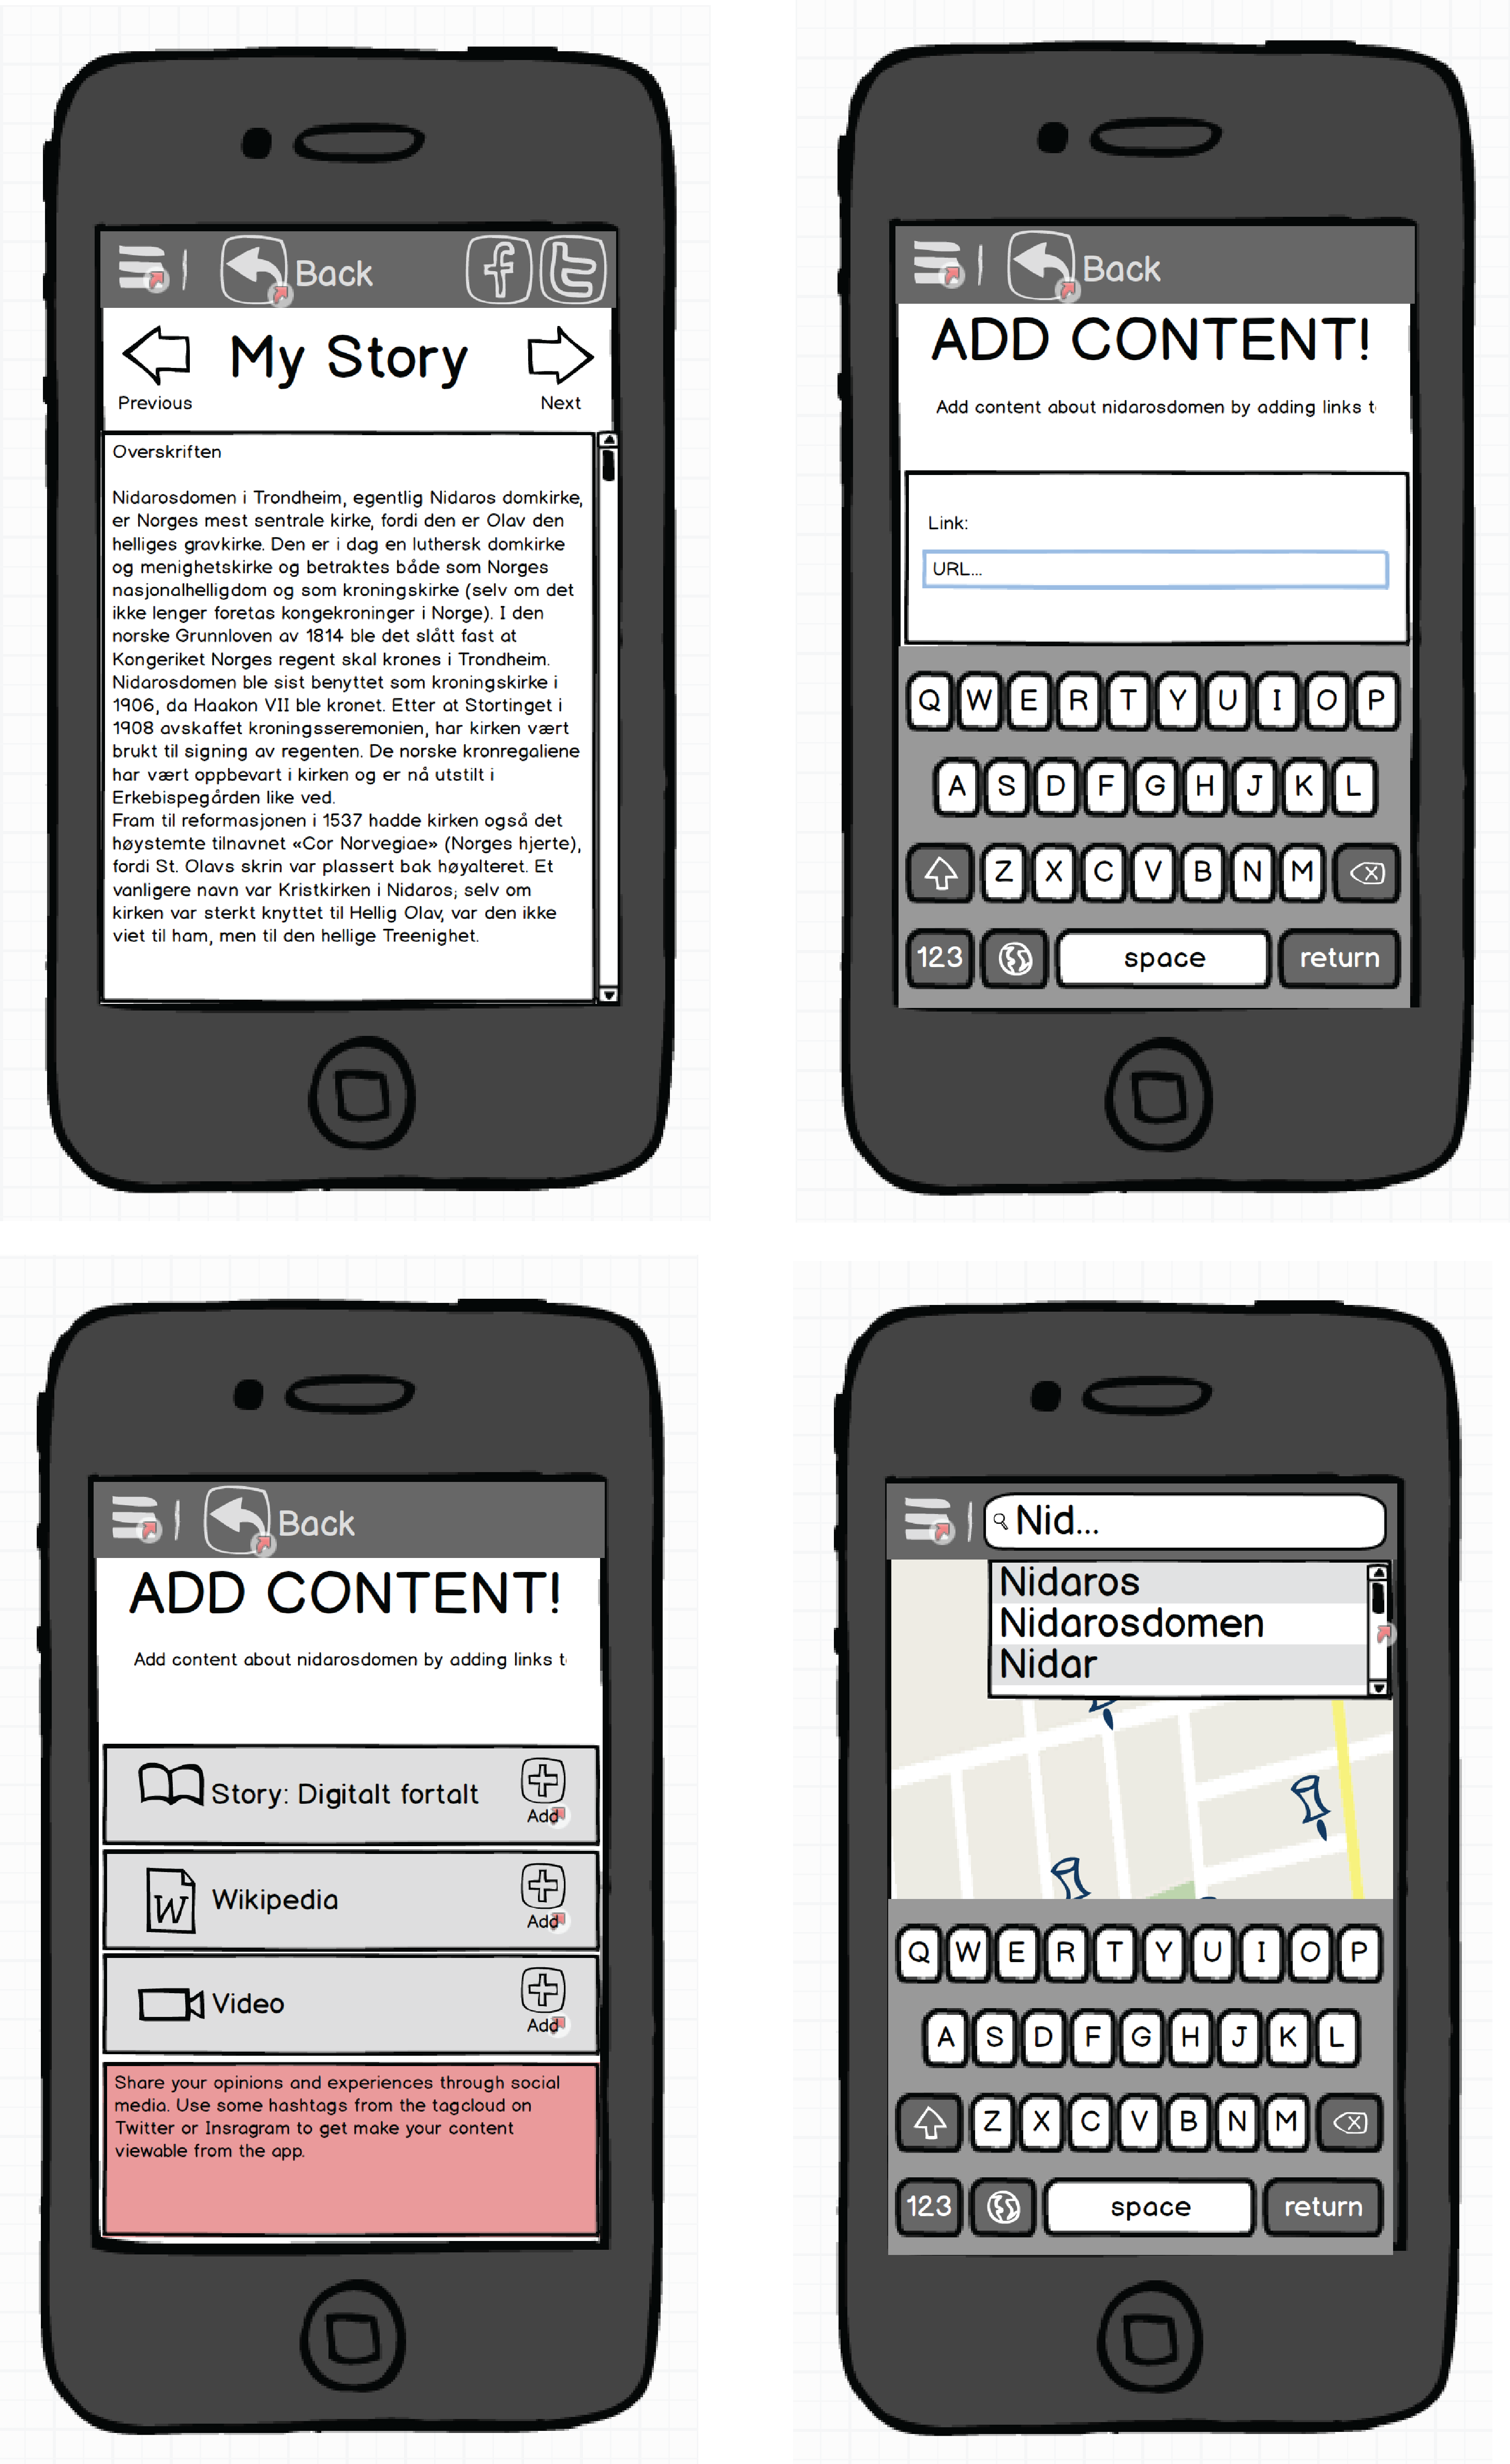 Back
My Story
Previous
Next
Overskriften
Nidarosdomen i Trondheim, egentlig Nidaros domkirke,
er Norges mest sentrale kirke, fordi den er Olav den
helliges gravkirke. Den er i dag en luthersk domkirke
og menighetskirke og betraktes både som Norges
nasjonalhelligdom og som kroningskirke (selv om det
ikke lenger foretas kongekroninger i Norge). I den
norske Grunnloven av 1814 ble det slått fast at
Kongeriket Norges regent skal krones i Trondheim.
Nidarosdomen ble sist benyttet som kroningskirke i
1906, da Haakon VII ble kronet. Etter at Stortinget i
1908 avskaffet kroningsseremonien, har kirken vært
brukt til signing av regenten. De norske kronregaliene
har vært oppbevart i kirken og er nå utstilt i
Erkebispegården like ved.
Fram til reformasjonen i 1537 hadde kirken også det
høystemte tilnavnet «Cor Norvegiae» (Norges hjerte),
fordi St. Olavs skrin var plassert bak høyalteret. Et
vanligere navn var Kristkirken i Nidaros; selv om
kirken var sterkt knyttet til Hellig Olav, var den ikke
viet til ham, men til den hellige Treenighet.
Back
ADD CONTENT!
Add content about nidarosdomen by adding links t
Link:
URL...
Q W E R T Y U I O P
A S D F G H J K L
Z X C V B N M
123 space return
Back
ADD CONTENT!
Add content about nidarosdomen by adding links t
Story: Digitalt fortalt
Add
W Wikipedia
Add
Video
Add
Share your opinions and experiences through social
media. Use some hashtags from the tagcloud on
Twitter or Insragram to get make your content
viewable from the app.
Nid...
Nidaros
Nidarosdomen
Nidar
Q W E R T Y U I O P
A S D F G H J K L
Z X C V B N M
123 space return